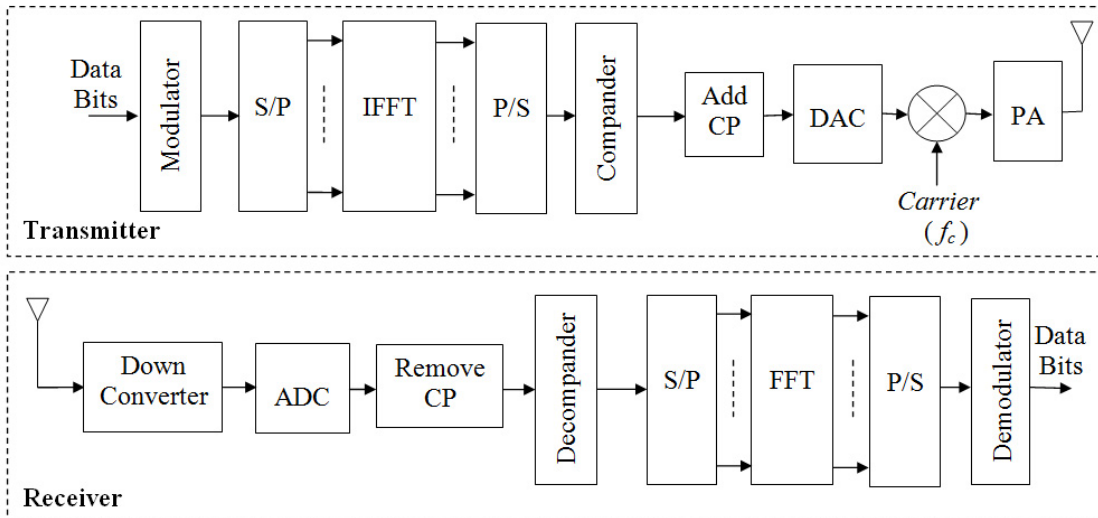 Data
Bits
Modulator
S/P
IFFT
P/S
Compander
Add
CP
DAC
PA
Carrier
(f_c)
Transmitter
Down
Converter
ADC
Remove
CP
Decompander
S/P
FFT
P/S
Demodulator
Data
Bits
Receiver